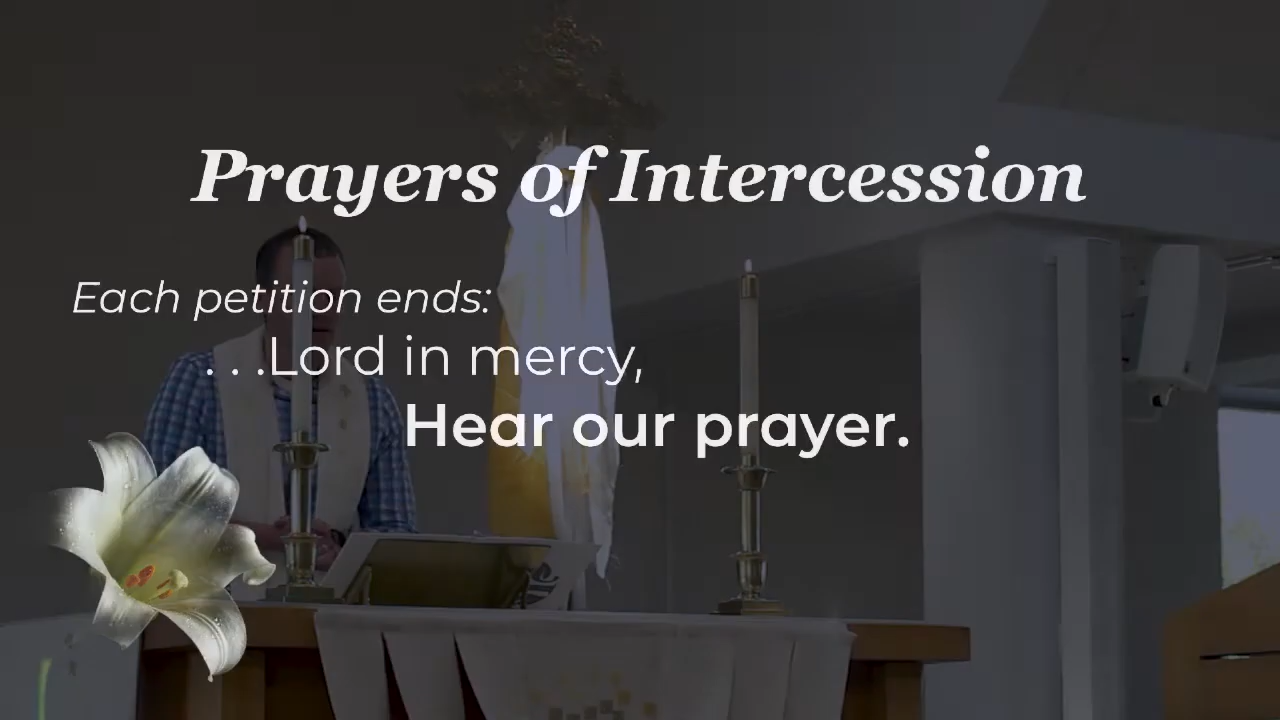 Prayers of Intercession
Each petition ends:
. . .Lord in mercy,
Hear our prayer.